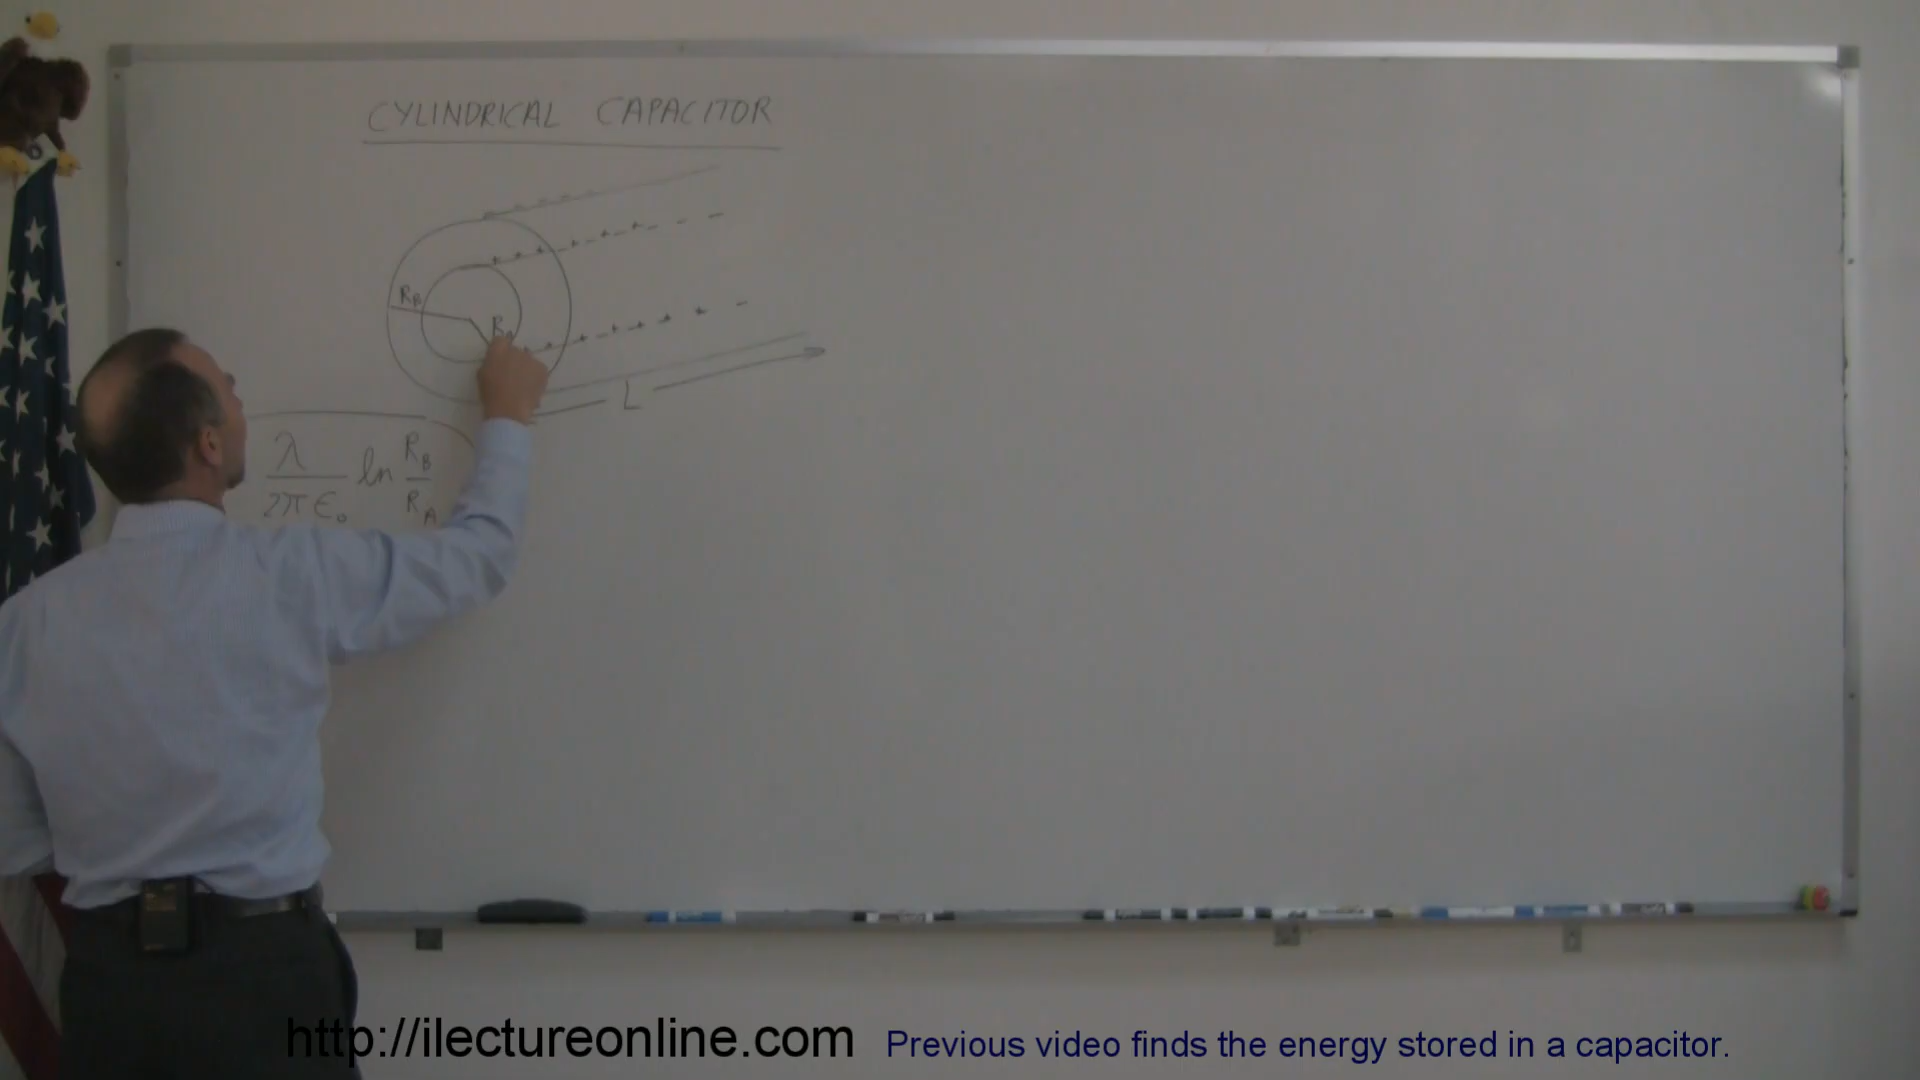 CYLINDRICAL CAPACITOR
R_B
R_A
L
λ / 2πε₀ ln R_B / R_A
http://ilectureonline.com Previous video finds the energy stored in a capacitor.